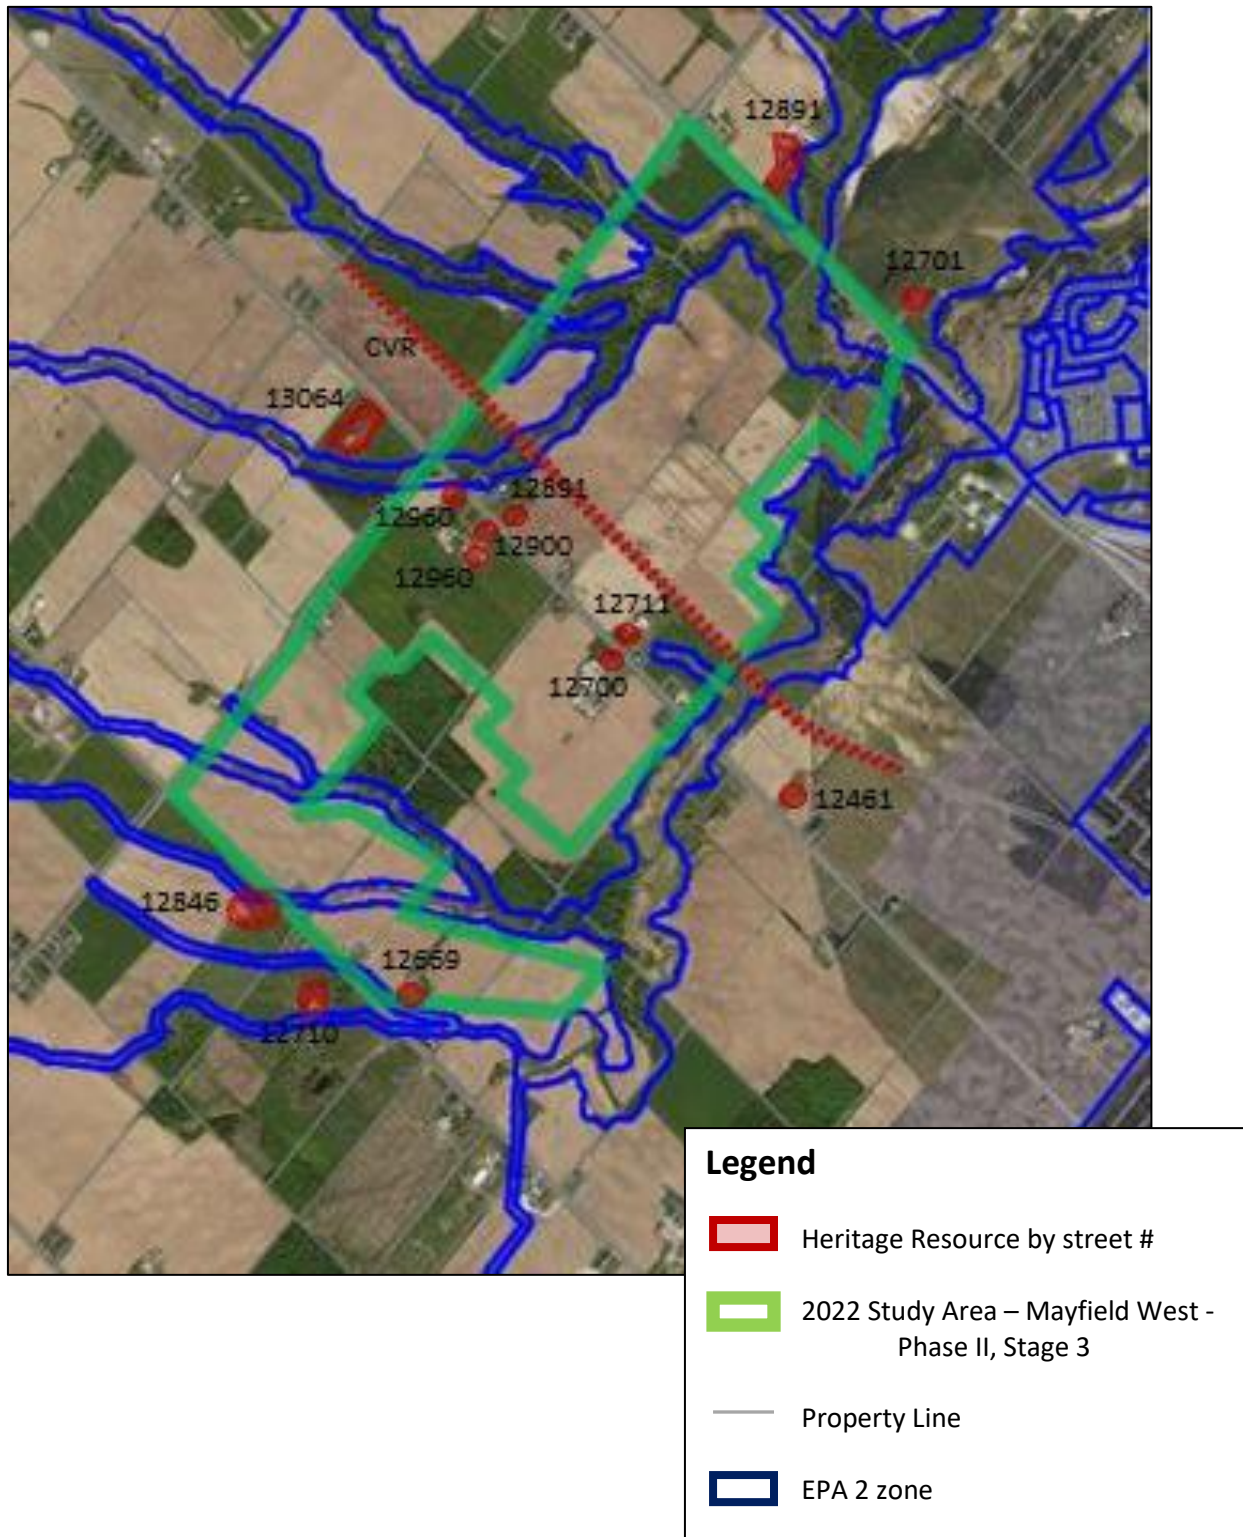 12891
12701
CVR
13064
12891
12960
12900
12960
12711
12700
12461
12846
12669
12710
Legend
Heritage Resource by street #
2022 Study Area – Mayfield West -
Phase II, Stage 3
Property Line
EPA 2 zone